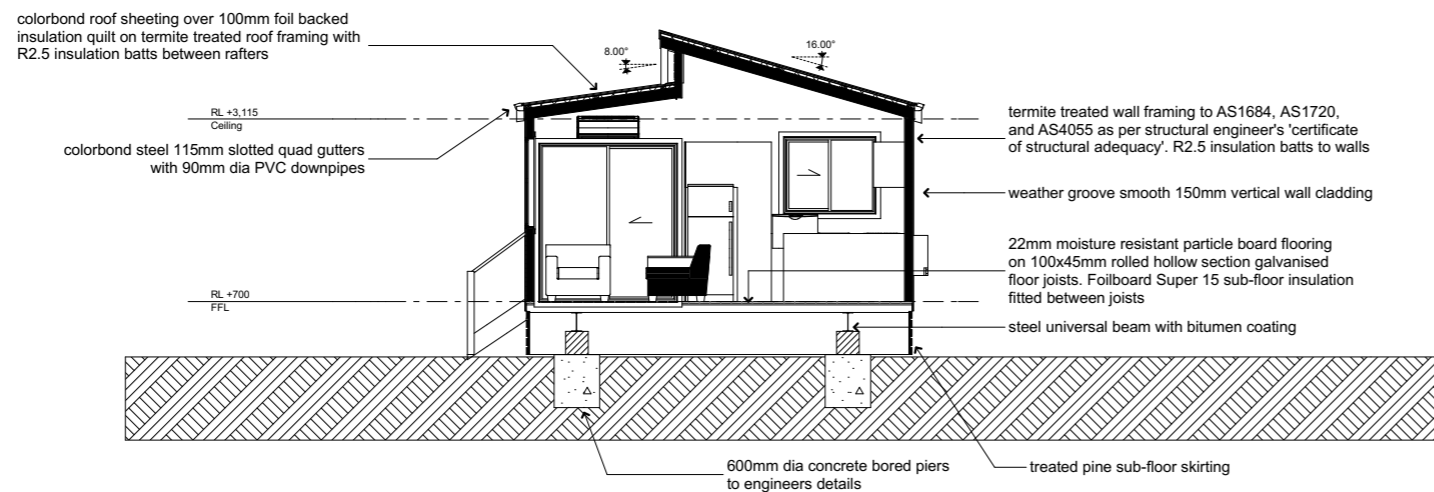 colorbond roof sheeting over 100mm foil backed
insulation quilt on termite treated roof framing with
R2.5 insulation batts between rafters
8.00°
16.00°
RL +3,115
Ceiling
colorbond steel 115mm slotted quad gutters
with 90mm dia PVC downpipes
termite treated wall framing to AS1684, AS1720,
and AS4055 as per structural engineer's 'certificate
of structural adequacy'. R2.5 insulation batts to walls
weather groove smooth 150mm vertical wall cladding
22mm moisture resistant particle board flooring
on 100x45mm rolled hollow section galvanised
floor joists. Foilboard Super 15 sub-floor insulation
fitted between joists
RL +700
FFL
steel universal beam with bitumen coating
600mm dia concrete bored piers
to engineers details
treated pine sub-floor skirting